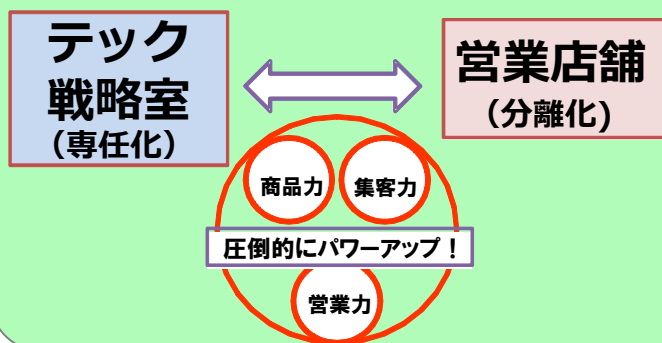 テック
戦略室
（専任化）
営業店舗
（分離化)
商品力
集客力
圧倒的にパワーアップ！
営業力